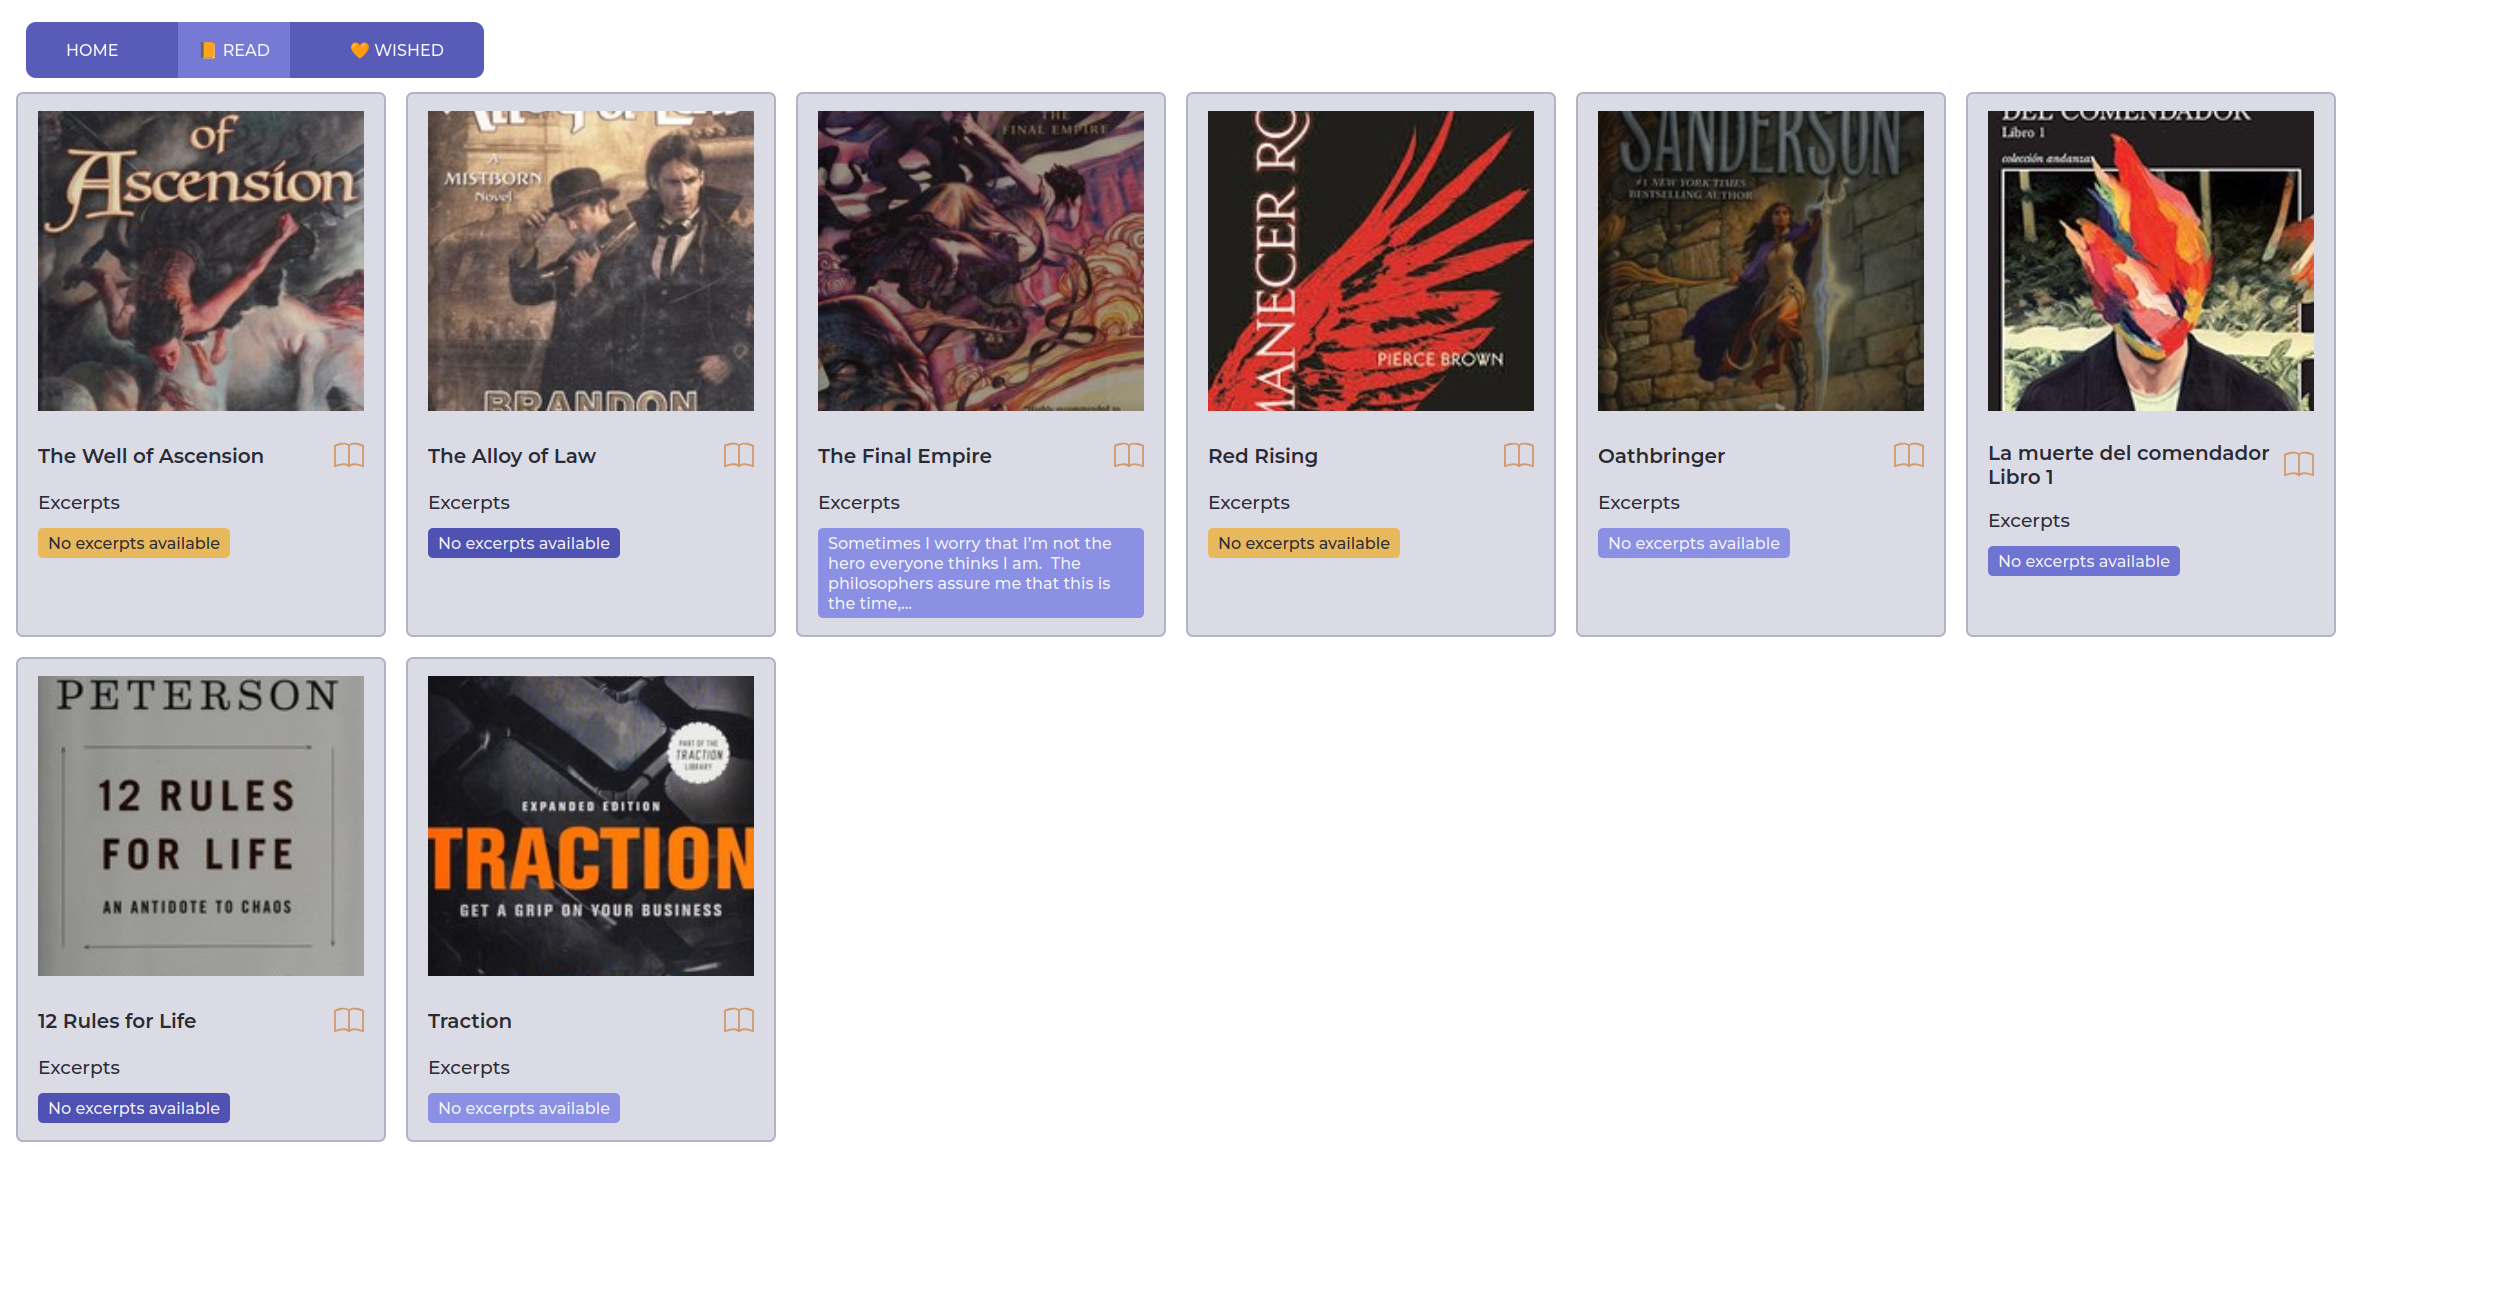 HOME
📙 READ
🧡 WISHED
of
Ascension
The Well of Ascension
Excerpts
No excerpts available
A
MISTBORN
Novel
BRANDON
The Alloy of Law
Excerpts
No excerpts available
THE
FINAL EMPIRE
The Final Empire
Excerpts
Sometimes I worry that I'm not the
hero everyone thinks I am.  The
philosophers assure me that this is
the time,...
MANECER RO
PIERCE BROWN
Red Rising
Excerpts
No excerpts available
SANDERSON
#1 NEW YORK TIMES
BESTSELLING AUTHOR
Oathbringer
Excerpts
No excerpts available
DEL COMENDADOR
Libro 1
colección andanzas
La muerte del comendador
Libro 1
Excerpts
No excerpts available
PETERSON
12 RULES
FOR LIFE
AN ANTIDOTE TO CHAOS
12 Rules for Life
Excerpts
No excerpts available
PART OF THE
TRACTION
LIBRARY
EXPANDED EDITION
TRACTION
GET A GRIP ON YOUR BUSINESS
Traction
Excerpts
No excerpts available